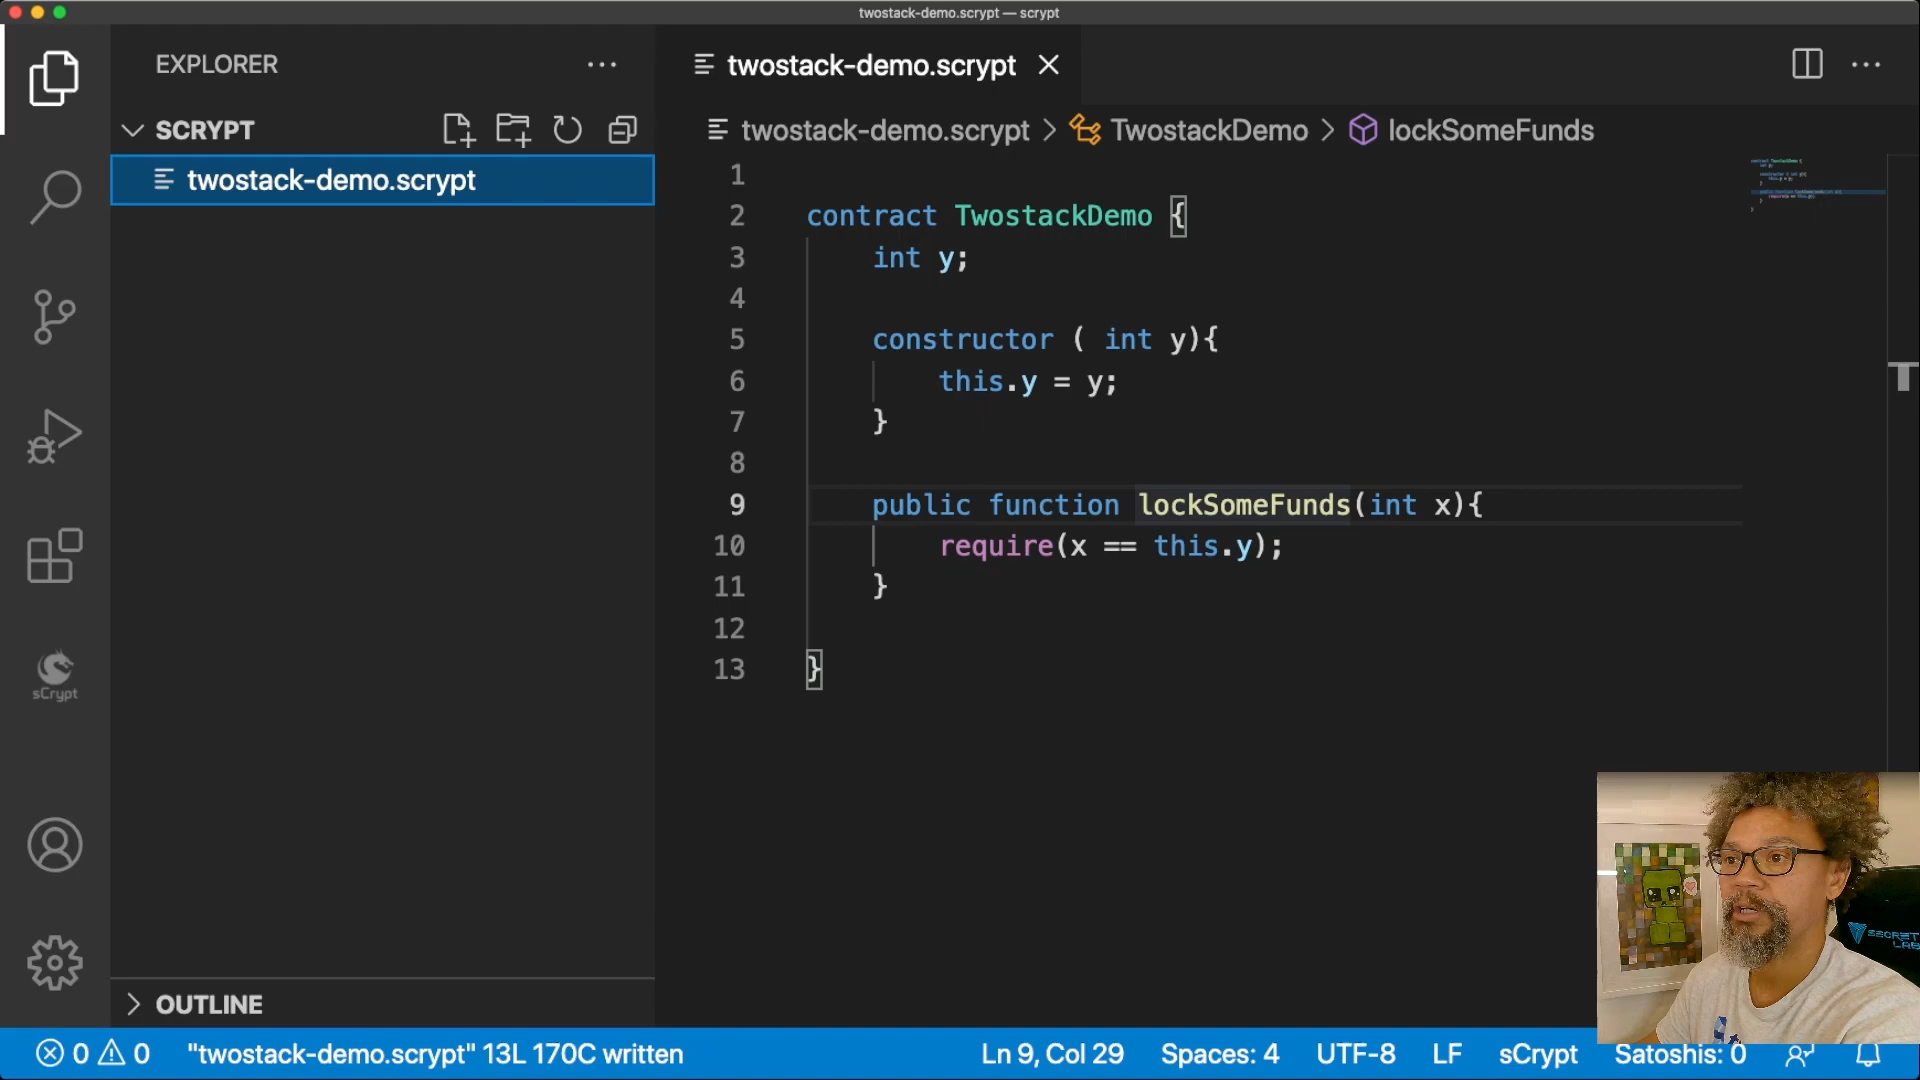 twostack-demo.scrypt — scrypt
EXPLORER
SCRYPT
twostack-demo.scrypt
twostack-demo.scrypt
twostack-demo.scrypt > TwostackDemo > lockSomeFunds
1
2 contract TwostackDemo {
3 int y;
4
5 constructor ( int y){
6 this.y = y;
7 }
8
9 public function lockSomeFunds(int x){
10 require(x == this.y);
11 }
12
13 }
sCrypt
SECRET
LAB
OUTLINE
0 0 "twostack-demo.scrypt" 13L 170C written Ln 9, Col 29 Spaces: 4 UTF-8 LF sCrypt Satoshis: 0